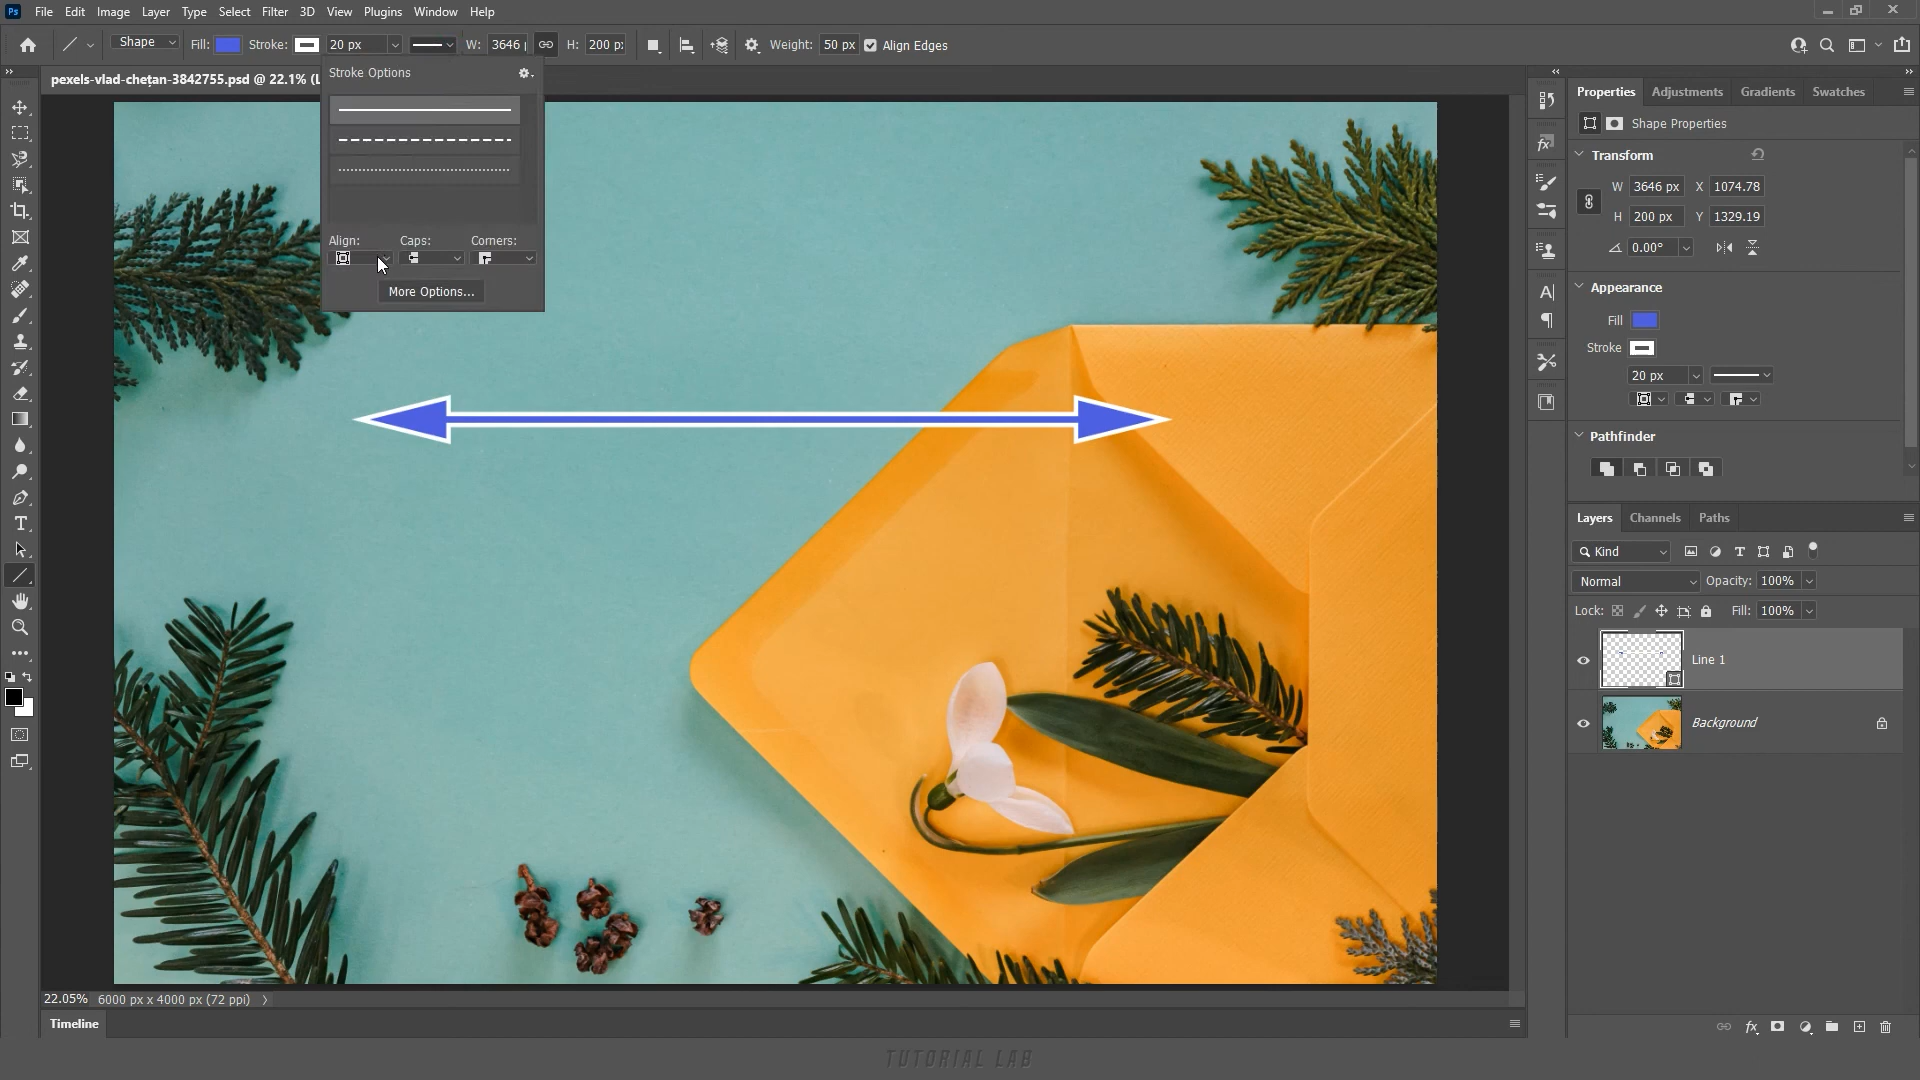 Ps File Edit Image Layer Type Select Filter 3D View Plugins Window Help
Shape Fill: Stroke: 20 px W: 3646 H: 200 p: Weight: 50 px Align Edges
pexels-vlad-chețan-3842755.psd @ 22.1% (L
Stroke Options
Align: Caps: Corners:
More Options...
Properties Adjustments Gradients Swatches
Shape Properties
Transform
W 3646 px X 1074.78
H 200 px Y 1329.19
0.00°
Appearance
Fill
Stroke
20 px
Pathfinder
Layers Channels Paths
Kind
Normal Opacity: 100%
Lock: Fill: 100%
Line 1
Background
22.05% 6000 px x 4000 px (72 ppi)
Timeline
TUTORIAL LAB